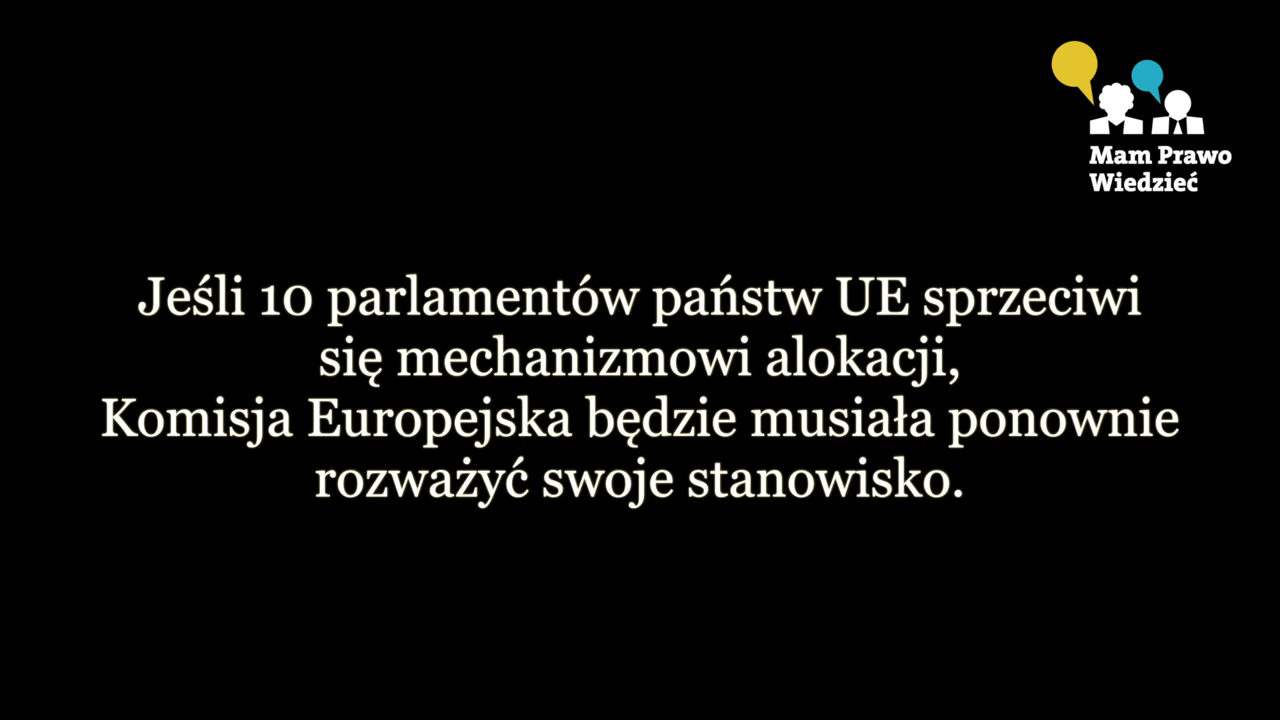 Mam Prawo
Wiedzieć
Jeśli 10 parlamentów państw UE sprzeciwi
się mechanizmowi alokacji,
Komisja Europejska będzie musiała ponownie
rozważyć swoje stanowisko.